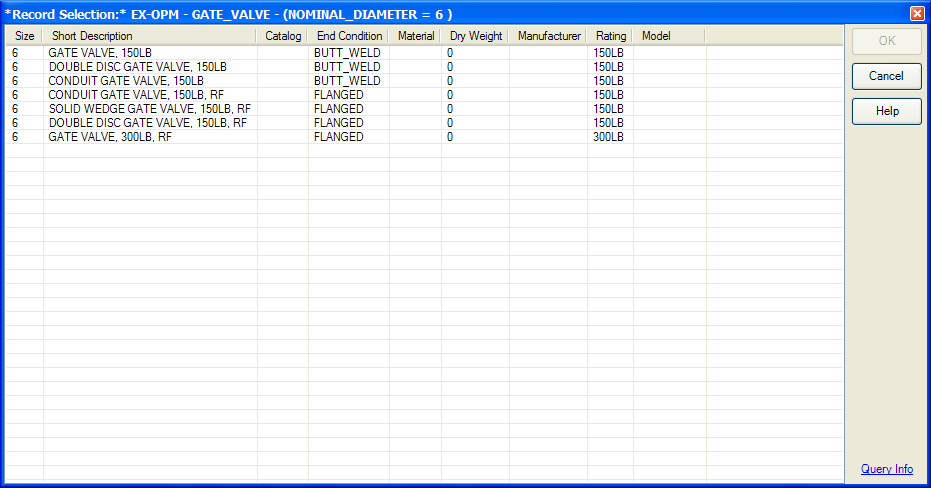 *Record Selection:* EX-OPM - GATE_VALVE - (NOMINAL_DIAMETER = 6 )
Size Short Description Catalog End Condition Material Dry Weight Manufacturer Rating Model
6 GATE VALVE, 150LB BUTT_WELD 0 150LB
6 DOUBLE DISC GATE VALVE, 150LB BUTT_WELD 0 150LB
6 CONDUIT GATE VALVE, 150LB BUTT_WELD 0 150LB
6 CONDUIT GATE VALVE, 150LB, RF FLANGED 0 150LB
6 SOLID WEDGE GATE VALVE, 150LB, RF FLANGED 0 150LB
6 DOUBLE DISC GATE VALVE, 150LB, RF FLANGED 0 150LB
6 GATE VALVE, 300LB, RF FLANGED 0 300LB
OK
Cancel
Help
Query Info